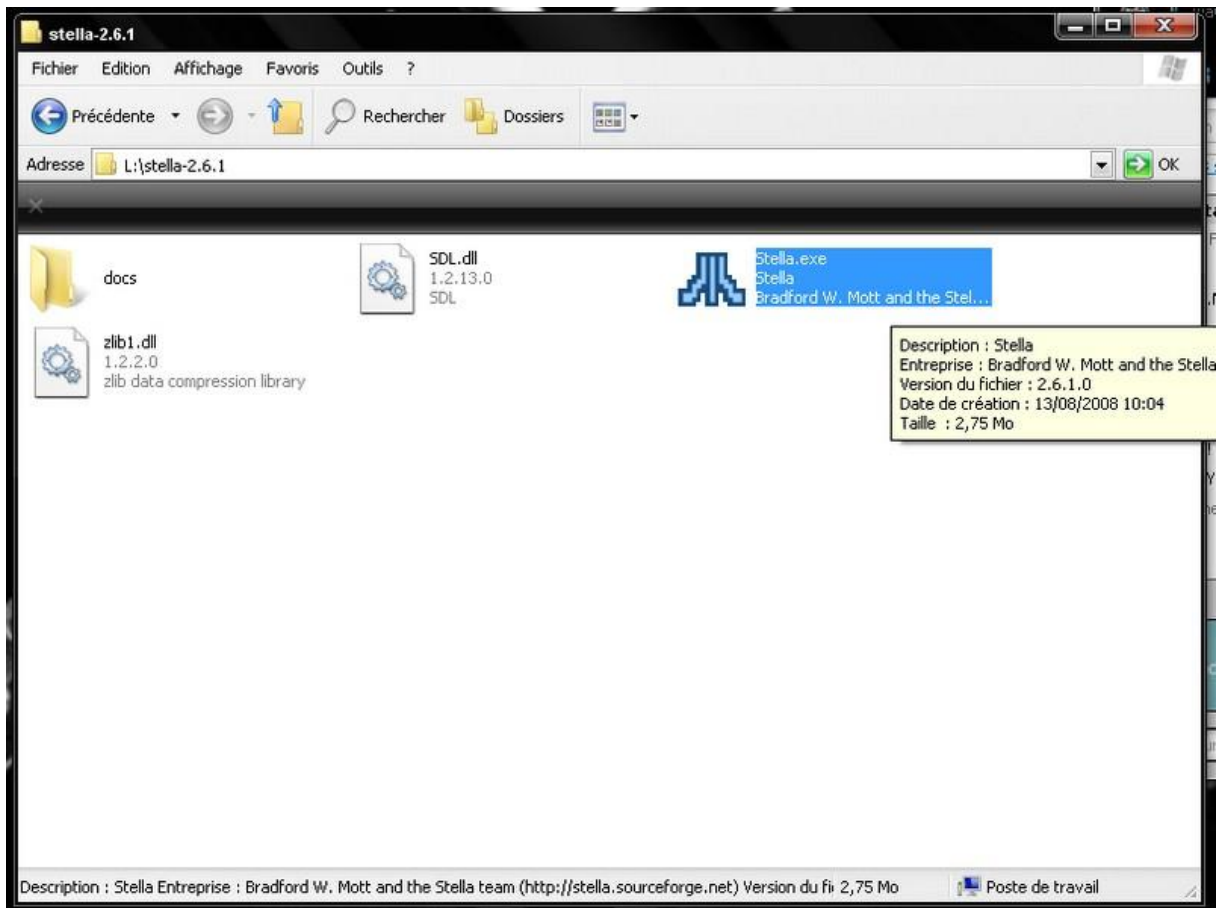 stella-2.6.1
Fichier Edition Affichage Favoris Outils ?
Précédente Rechercher Dossiers
Adresse L:\stella-2.6.1 OK
docs
SDL.dll
1.2.13.0
SDL
Stella.exe
Stella
Bradford W. Mott and the Stel...
zlib1.dll
1.2.2.0
zlib data compression library
Description : Stella
Entreprise : Bradford W. Mott and the Stella
Version du fichier : 2.6.1.0
Date de création : 13/08/2008 10:04
Taille : 2,75 Mo
Description : Stella Entreprise : Bradford W. Mott and the Stella team (http://stella.sourceforge.net) Version du fi 2,75 Mo Poste de travail